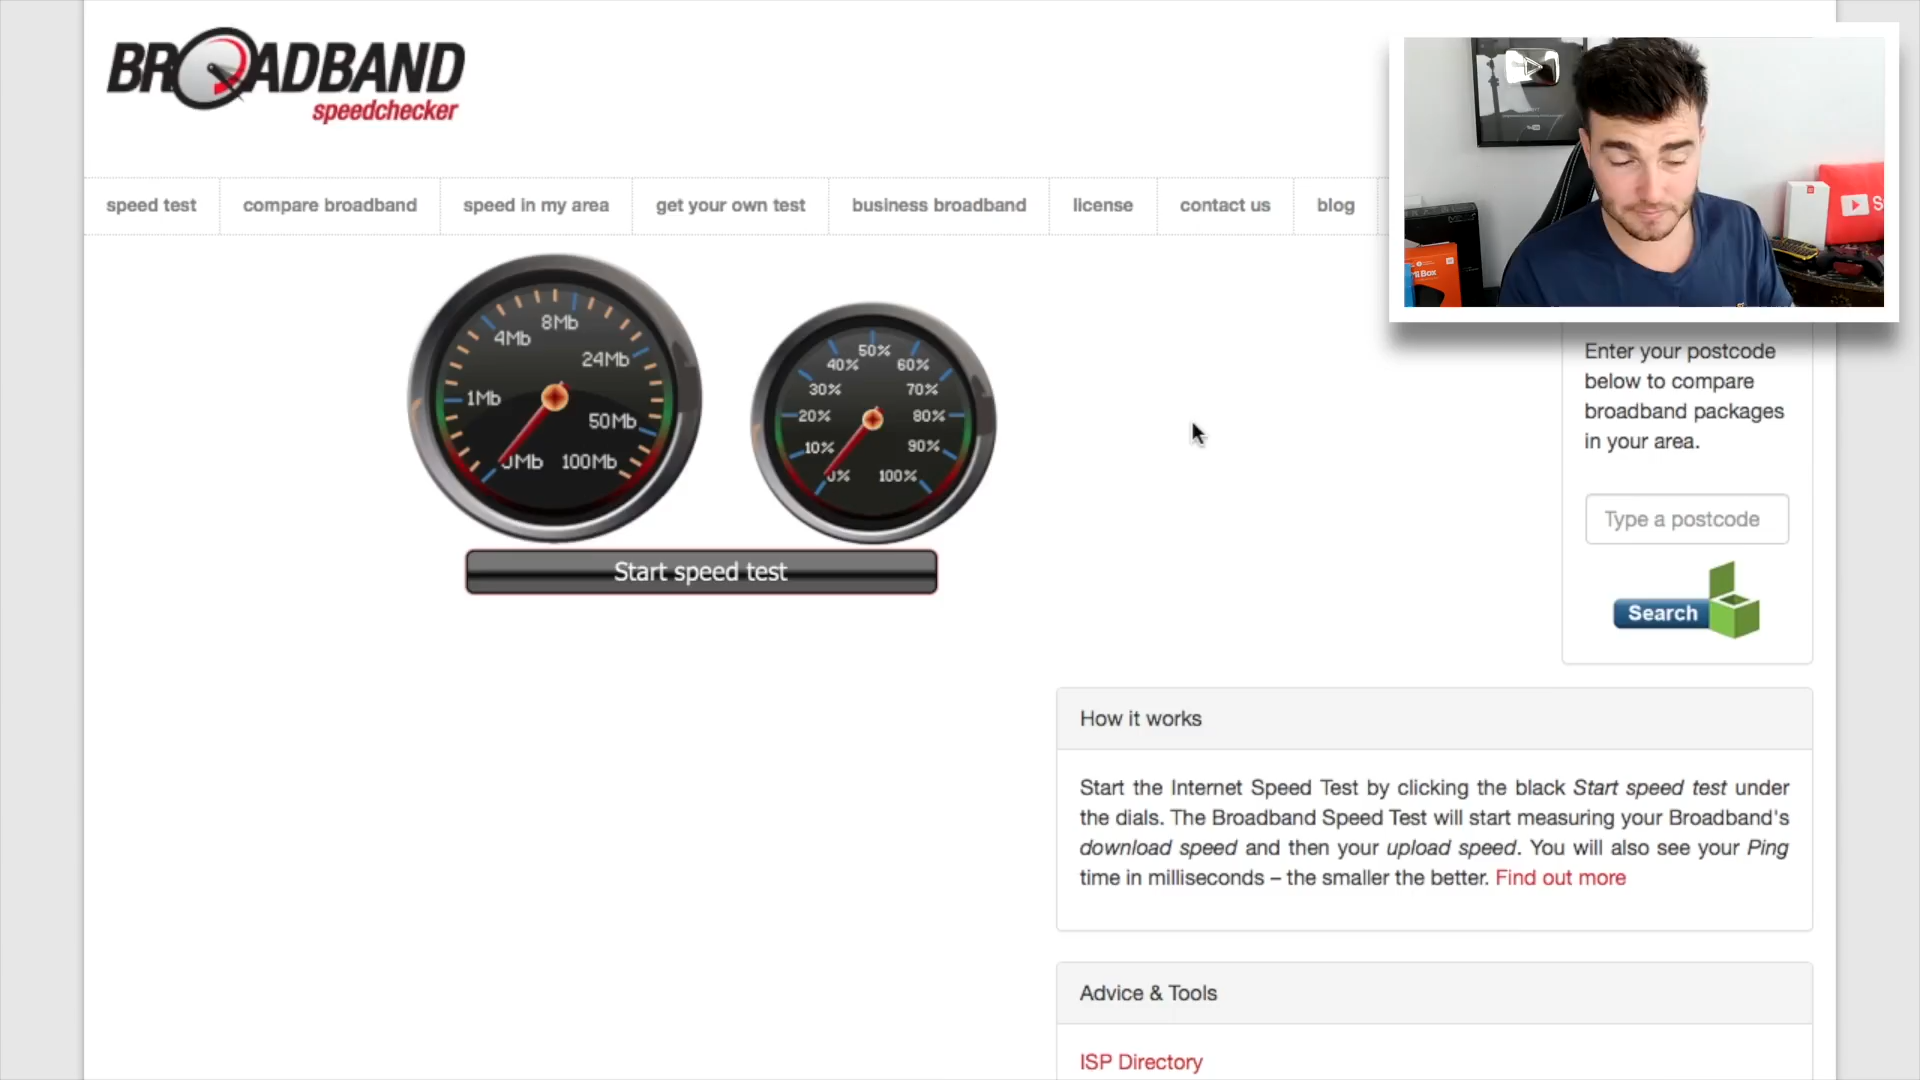 BROADBAND
speedchecker
speed test
compare broadband
speed in my area
get your own test
business broadband
license
contact us
blog
8Mb
4Mb
24Mb
1Mb
50Mb
0Mb
100Mb
50%
40%
60%
30%
70%
20%
80%
10%
90%
0%
100%
Start speed test
Enter your postcode
below to compare
broadband packages
in your area.
Type a postcode
Search
How it works
Start the Internet Speed Test by clicking the black Start speed test under
the dials. The Broadband Speed Test will start measuring your Broadband's
download speed and then your upload speed. You will also see your Ping
time in milliseconds – the smaller the better. Find out more
Advice & Tools
ISP Directory